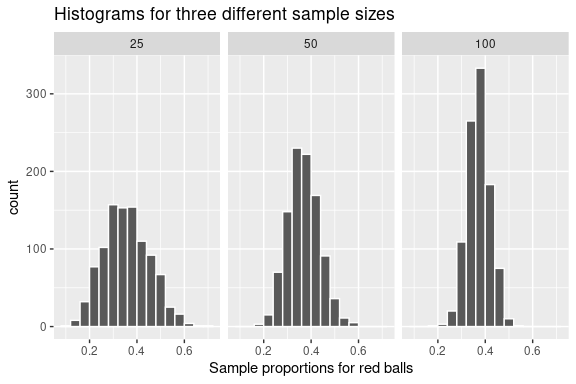 Histograms for three different sample sizes
25 50 100
300
200
100
0
count
0.2 0.4 0.6 0.2 0.4 0.6 0.2 0.4 0.6
Sample proportions for red balls